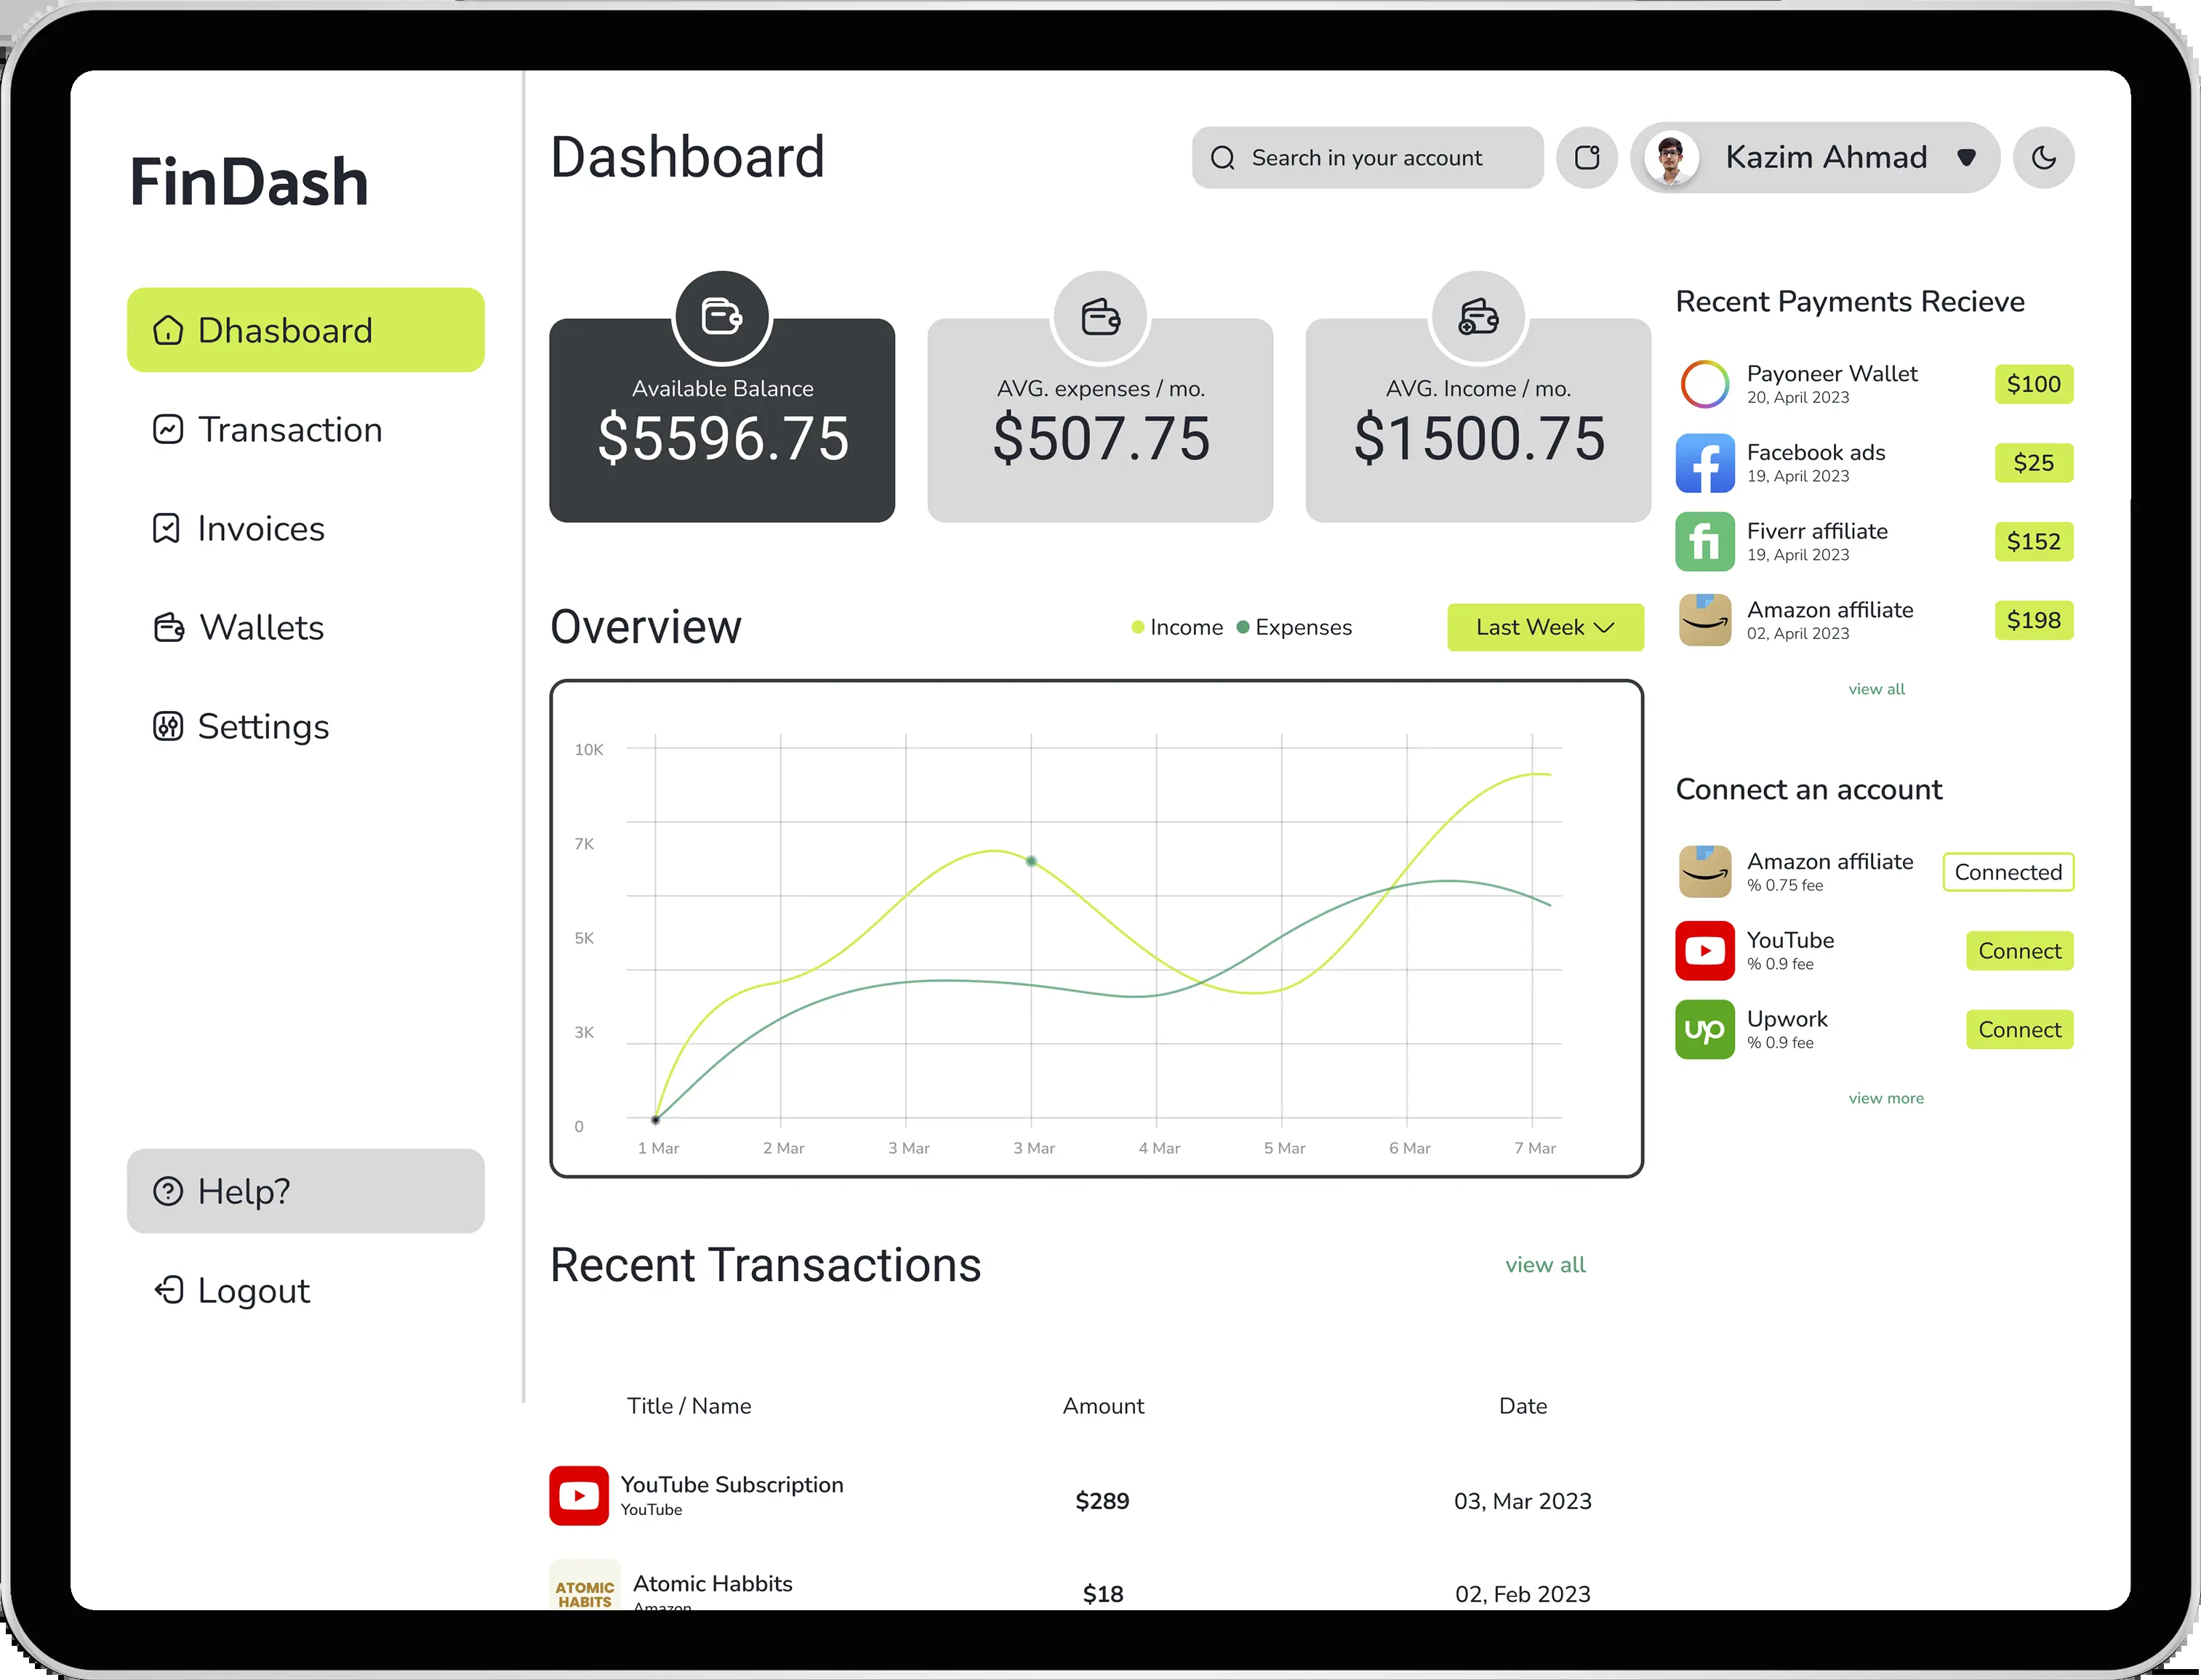 FinDash
Dhasboard
Transaction
Invoices
Wallets
Settings
Help?
Logout
Dashboard
Search in your account
Kazim Ahmad
Available Balance
$5596.75
AVG. expenses / mo.
$507.75
AVG. Income / mo.
$1500.75
Overview
Income Expenses
Last Week
10K
7K
5K
3K
0
1 Mar 2 Mar 3 Mar 3 Mar 4 Mar 5 Mar 6 Mar 7 Mar
Recent Transactions
view all
Title / Name Amount Date
YouTube Subscription
YouTube
$289
03, Mar 2023
ATOMIC
HABITS
Atomic Habbits
Amazon
$18
02, Feb 2023
Recent Payments Recieve
Payoneer Wallet
20, April 2023
$100
Facebook ads
19, April 2023
$25
fi
Fiverr affiliate
19, April 2023
$152
Amazon affiliate
02, April 2023
$198
view all
Connect an account
Amazon affiliate
% 0.75 fee
Connected
YouTube
% 0.9 fee
Connect
up
Upwork
% 0.9 fee
Connect
view more